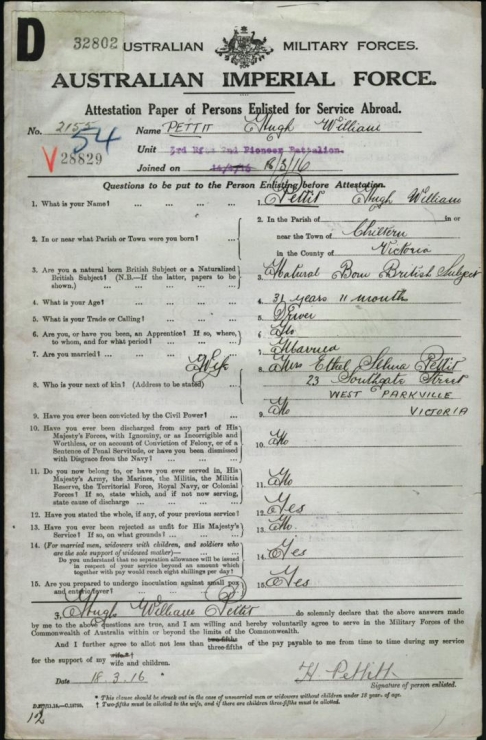 D
32802
AUSTRALIAN MILITARY FORCES.
AUSTRALIAN IMPERIAL FORCE.
Attestation Paper of Persons Enlisted for Service Abroad.
No. 2155 Name PETTIT Hugh William
54
V 28829
Unit 3rd Rfts 2nd Pioneer Battalion.
Joined on 18/3/16
Questions to be put to the Person Enlisting before Attestation.
1. What is your Name? ... 1. Pettit Hugh William
2. In or near what Parish or Town were you born? ... 2. In the Parish of in or
near the Town of Chiltern
in the County of Victoria
3. Are you a natural born British Subject or a Naturalized
British Subject? (N.B.—If the latter, papers to be
shown.) ... 3. Natural Born British Subject
4. What is your Age? ... 4. 31 years 11 months
5. What is your Trade or Calling? ... 5. Driver
6. Are you, or have you been, an Apprentice? If so, where,
to whom, and for what period? ... 6. No
7. Are you married? ... 7. Married
Wife
8. Who is your next of kin? (Address to be stated) ... 8. Mrs Ethel Selina Pettit
23 Southgate Street
WEST PARKVILLE
VICTORIA
9. Have you ever been convicted by the Civil Power? ... 9. No
10. Have you ever been discharged from any part of His
Majesty's Forces, with Ignominy, or as Incorrigible and
Worthless, or on account of Conviction of Felony, or of a
Sentence of Penal Servitude, or have you been dismissed
with Disgrace from the Navy? ... 10. No
11. Do you now belong to, or have you ever served in, His
Majesty's Army, the Marines, the Militia, the Militia
Reserve, the Territorial Force, Royal Navy, or Colonial
Forces? If so, state which, and if not now serving,
state cause of discharge ... 11. No
12. Have you stated the whole, if any, of your previous service? 12. Yes
13. Have you ever been rejected as unfit for His Majesty's
Service? If so, on what grounds? ... 13. No.
14. (For married men, widowers with children, and soldiers who
are the sole support of widowed mother)—
Do you understand that no separation allowance will be issued
in respect of your service beyond an amount which
together with pay would reach eight shillings per day? 14. Yes
15. Are you prepared to undergo inoculation against small pox
and enteric fever? 15. Yes
I, Hugh William Pettit do solemnly declare that the above answers made
by me to the above questions are true, and I am willing and hereby voluntarily agree to serve in the Military Forces of the
Commonwealth of Australia within or beyond the limits of the Commonwealth.
And I further agree to allot not less than two-fifths three-fifths of the pay payable to me from time to time during my service
for the support of my wife* † wife and children.
Date 18.3.16 H. Pettitt
Signature of person enlisted.
* This clause should be struck out in the case of unmarried men or widowers without children under 18 year. of age.
† Two-fifths must be allotted to the wife, and if there are children three-fifths must be allotted.
12